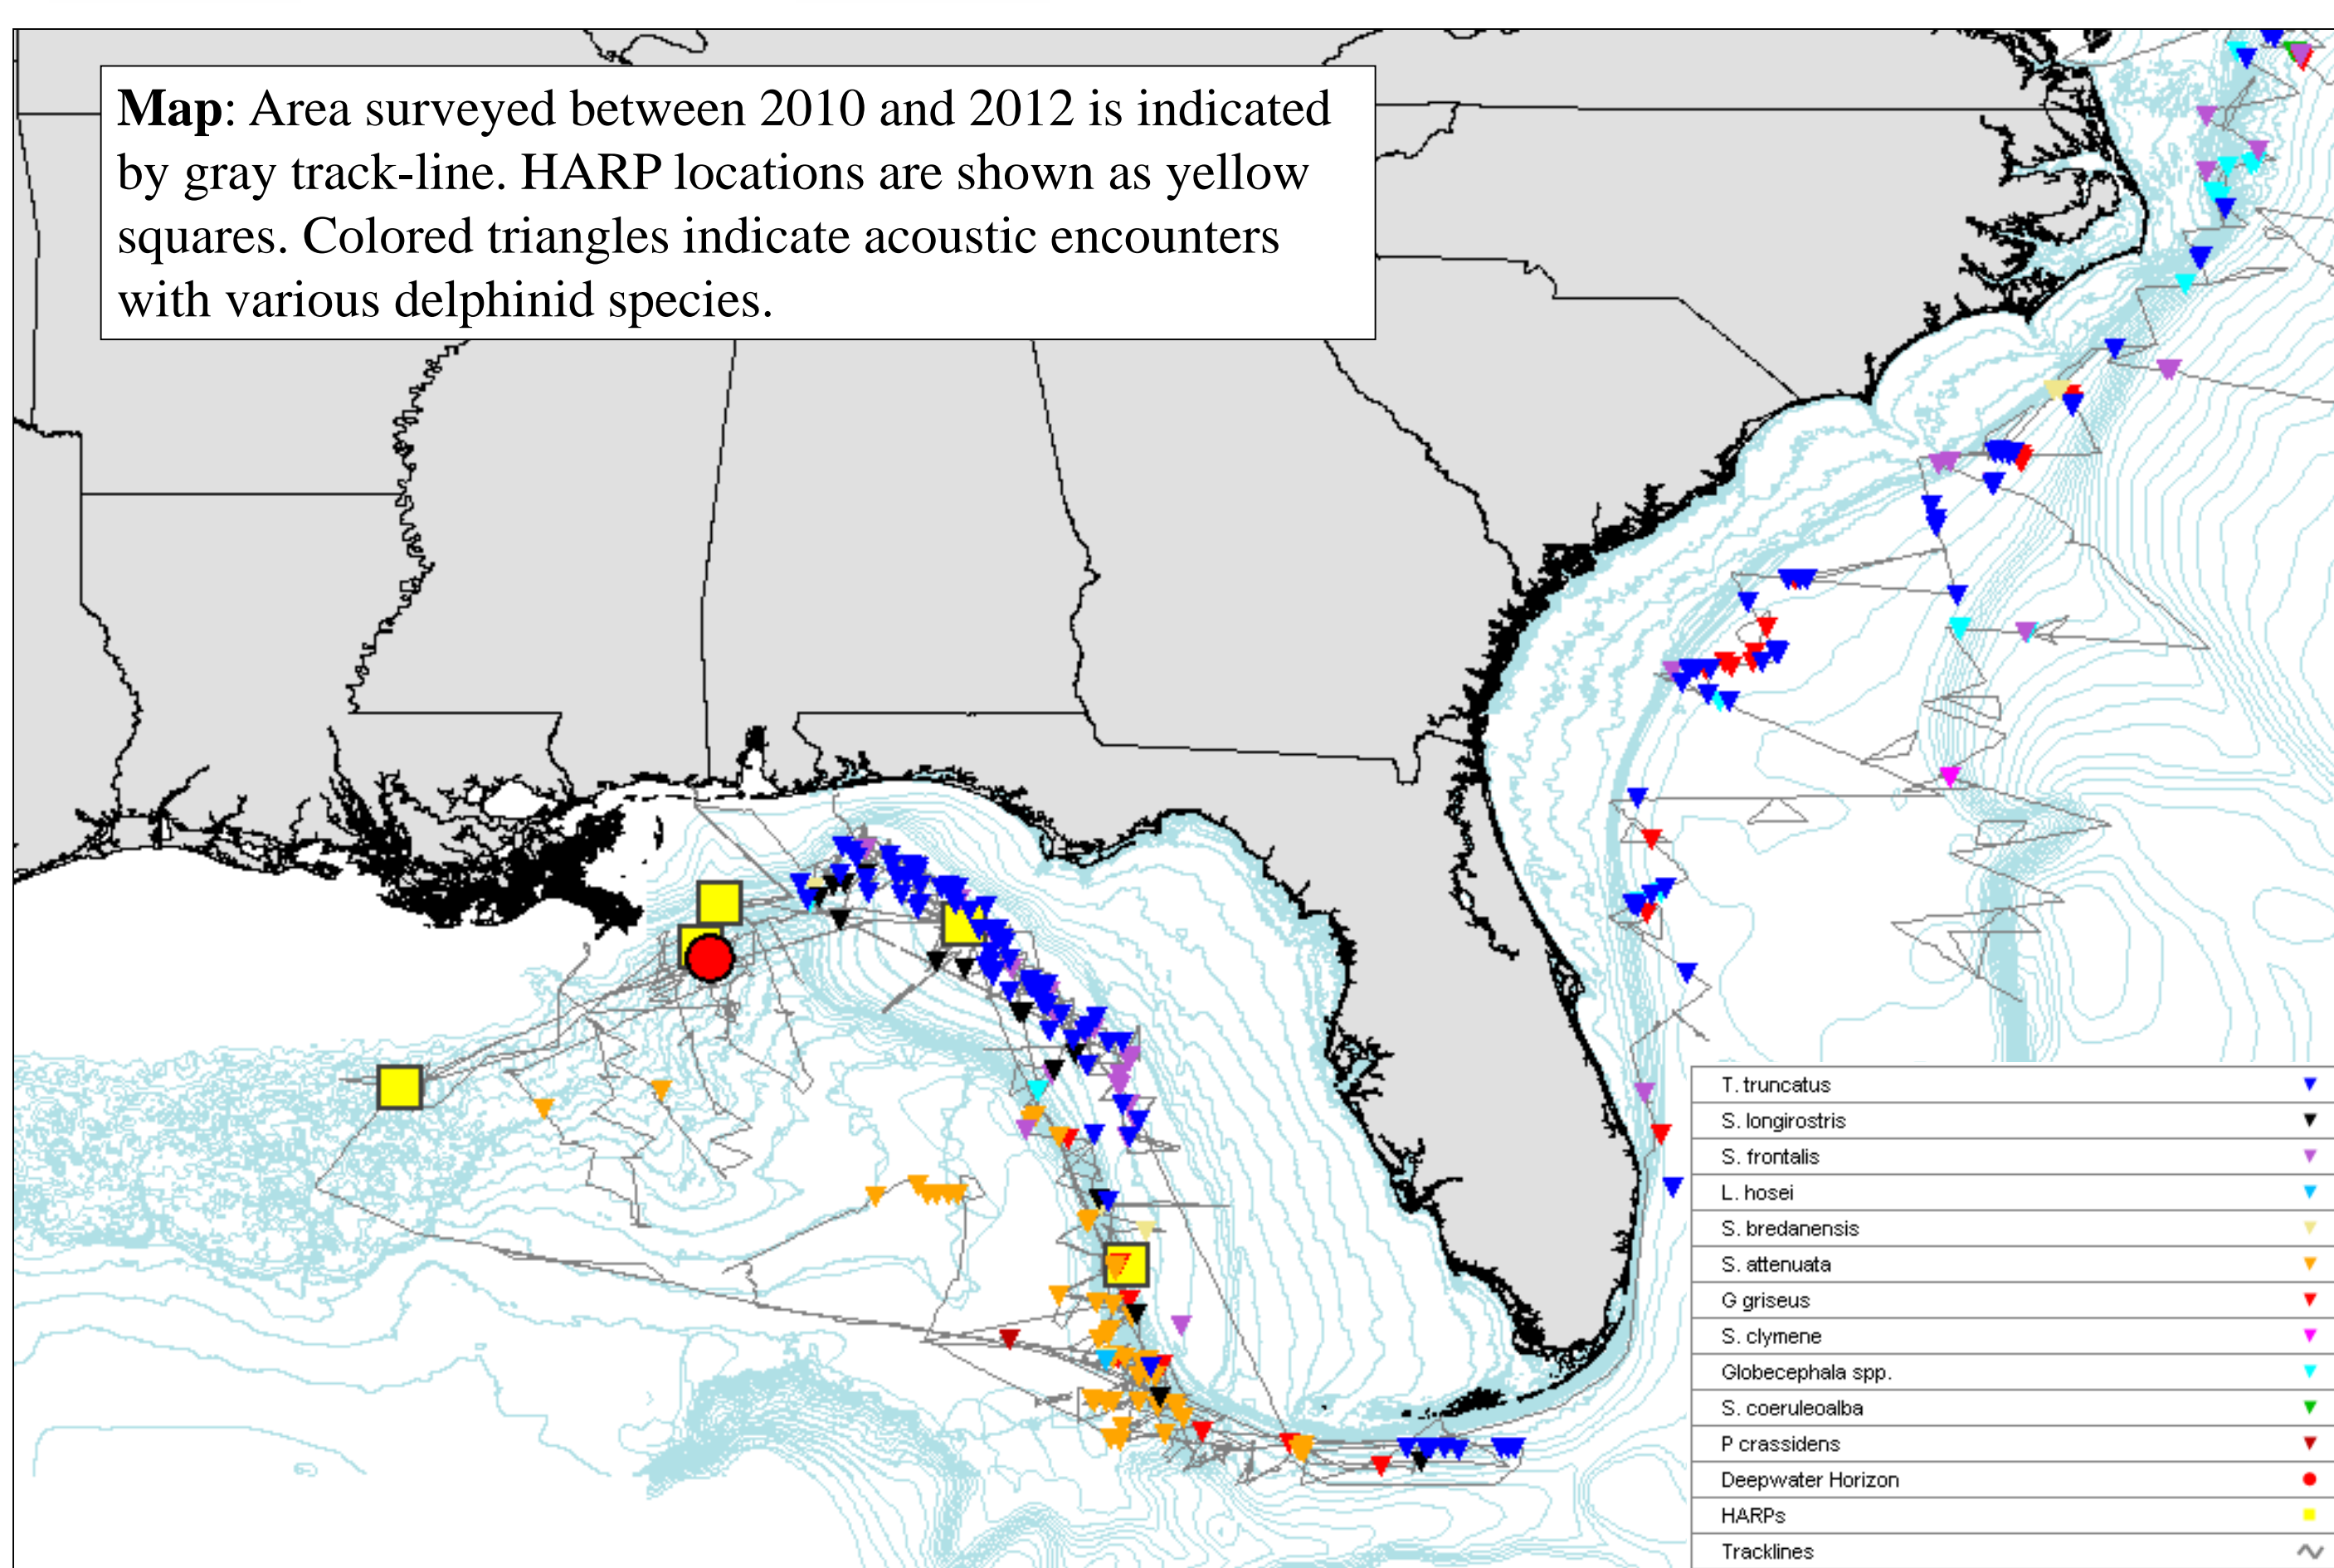 Map: Area surveyed between 2010 and 2012 is indicated
by gray track-line. HARP locations are shown as yellow
squares. Colored triangles indicate acoustic encounters
with various delphinid species.
T. truncatus
S. longirostris
S. frontalis
L. hosei
S. bredanensis
S. attenuata
G griseus
S. clymene
Globecephala spp.
S. coeruleoalba
P crassidens
Deepwater Horizon
HARPs
Tracklines